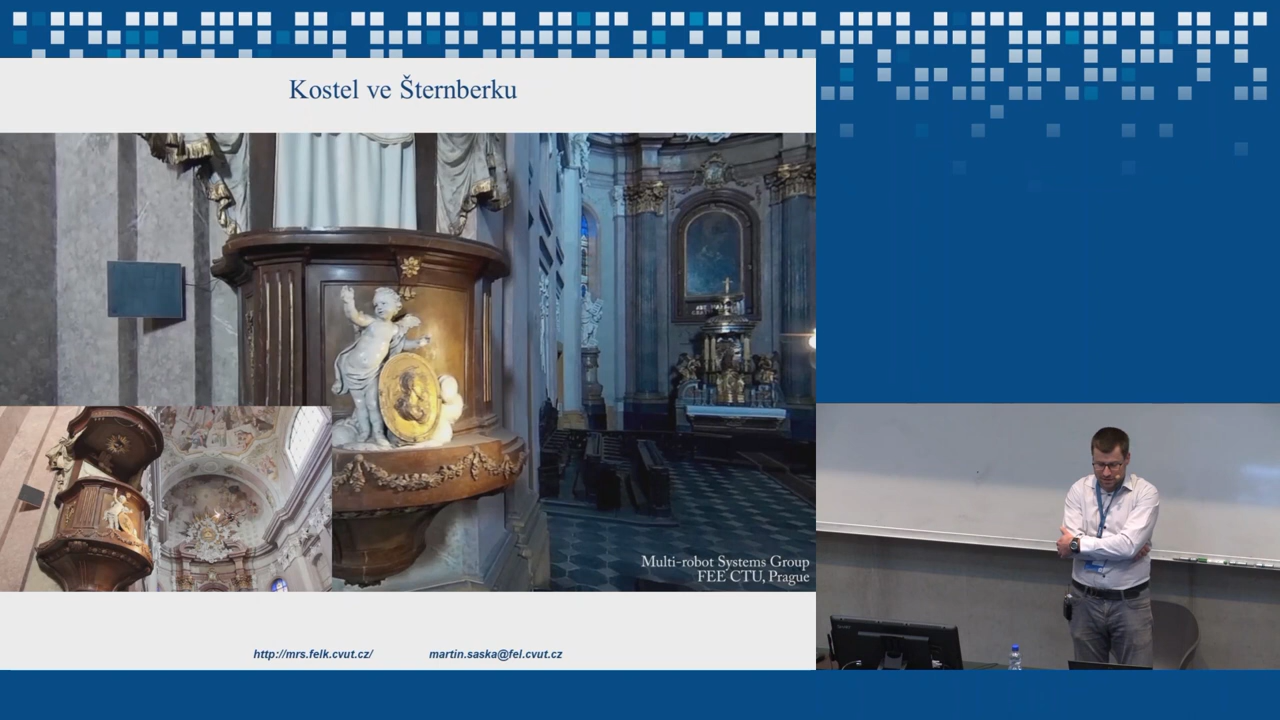 Kostel ve Šternberku
Multi-robot Systems Group
FEE CTU, Prague
http://mrs.felk.cvut.cz/
martin.saska@fel.cvut.cz